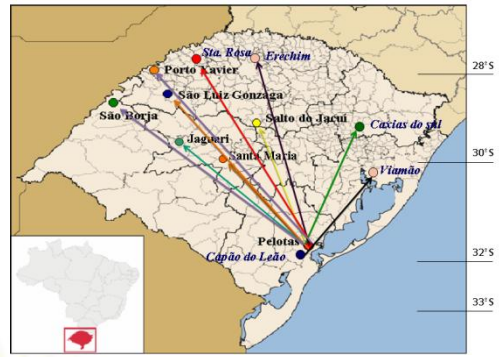 Sta. Rosa
Erechim
Porto Xavier
28°S
São Luiz Gonzaga
São Borja
Salto do Jacuí
Caxias do sul
Jaguari
Santa Maria
30°S
Viamão
Pelotas
Capão do Leão
32°S
33°S